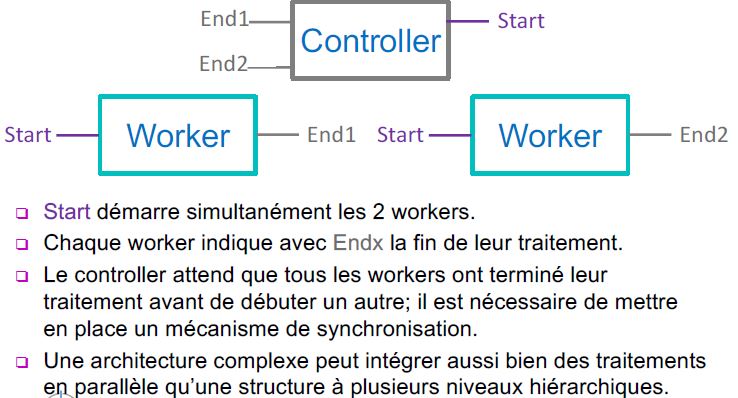 End1 Controller Start
End2
Start Worker End1 Start Worker End2
Start démarre simultanément les 2 workers.
Chaque worker indique avec Endx la fin de leur traitement.
Le controller attend que tous les workers ont terminé leur
traitement avant de débuter un autre; il est nécessaire de mettre
en place un mécanisme de synchronisation.
Une architecture complexe peut intégrer aussi bien des traitements
en parallèle qu'une structure à plusieurs niveaux hiérarchiques.